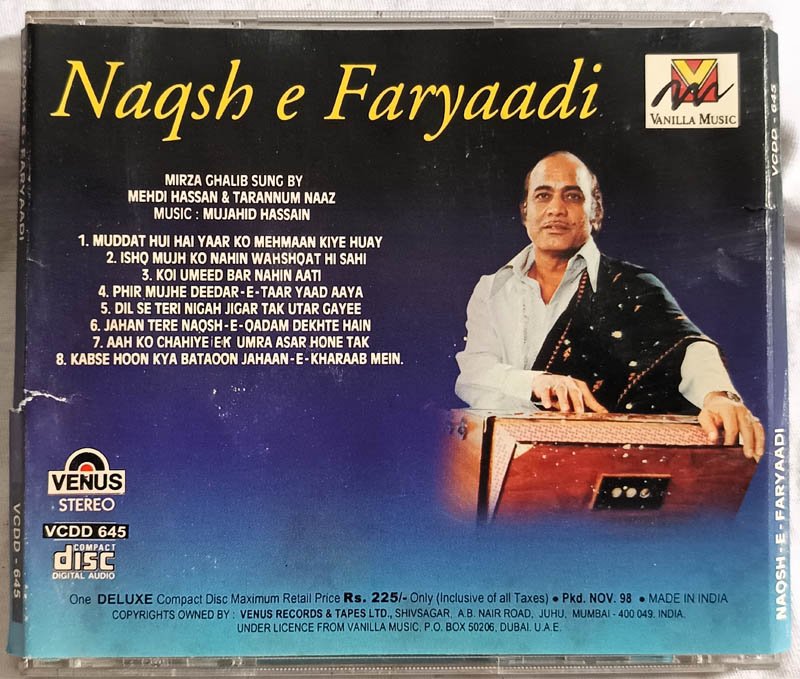 Naqsh e Faryaadi
VANILLA MUSIC
MIRZA GHALIB SUNG BY
MEHDI HASSAN & TARANNUM NAAZ
MUSIC : MUJAHID HASSAIN
1. MUDDAT HUI HAI YAAR KO MEHMAAN KIYE HUAY
2. ISHQ MUJH KO NAHIN WAHSHQAT HI SAHI
3. KOI UMEED BAR NAHIN AATI
4. PHIR MUJHE DEEDAR-E-TAAR YAAD AAYA
5. DIL SE TERI NIGAH JIGAR TAK UTAR GAYEE
6. JAHAN TERE NAQSH-E-QADAM DEKHTE HAIN
7. AAH KO CHAHIYE EK UMRA ASAR HONE TAK
8. KABSE HOON KYA BATAOON JAHAAN-E-KHARAAB MEIN.
VENUS
STEREO
VCDD 645
COMPACT
disc
DIGITAL AUDIO
One DELUXE Compact Disc Maximum Retail Price Rs. 225/- Only (Inclusive of all Taxes) • Pkd. NOV. 98 • MADE IN INDIA
COPYRIGHTS OWNED BY : VENUS RECORDS & TAPES LTD., SHIVSAGAR, A.B. NAIR ROAD, JUHU, MUMBAI - 400 049. INDIA.
UNDER LICENCE FROM VANILLA MUSIC, P.O. BOX 50206, DUBAI. U.A.E.
NAQSH-E-FARYAADI
VCDD - 645
NAQSH-E-FARYAADI
VCDD - 645